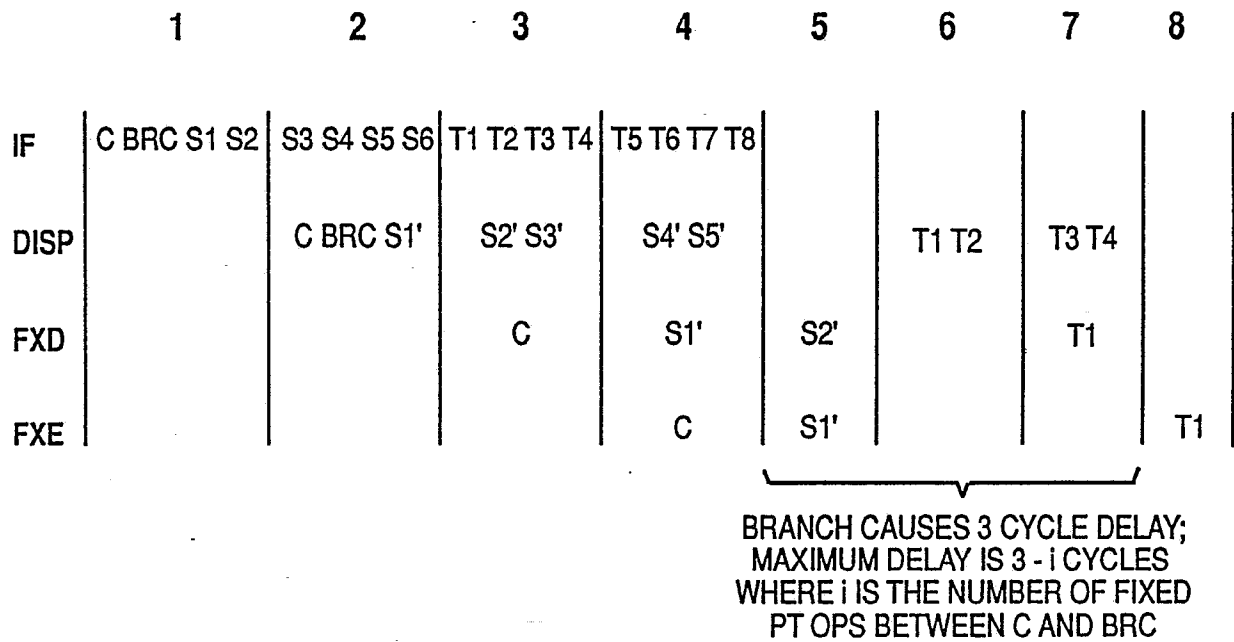 1 2 3 4 5 6 7 8
IF C BRC S1 S2 S3 S4 S5 S6 T1 T2 T3 T4 T5 T6 T7 T8
DISP C BRC S1' S2' S3' S4' S5' T1 T2 T3 T4
FXD C S1' S2' T1
FXE C S1' T1
BRANCH CAUSES 3 CYCLE DELAY;
MAXIMUM DELAY IS 3 - i CYCLES
WHERE i IS THE NUMBER OF FIXED
PT OPS BETWEEN C AND BRC